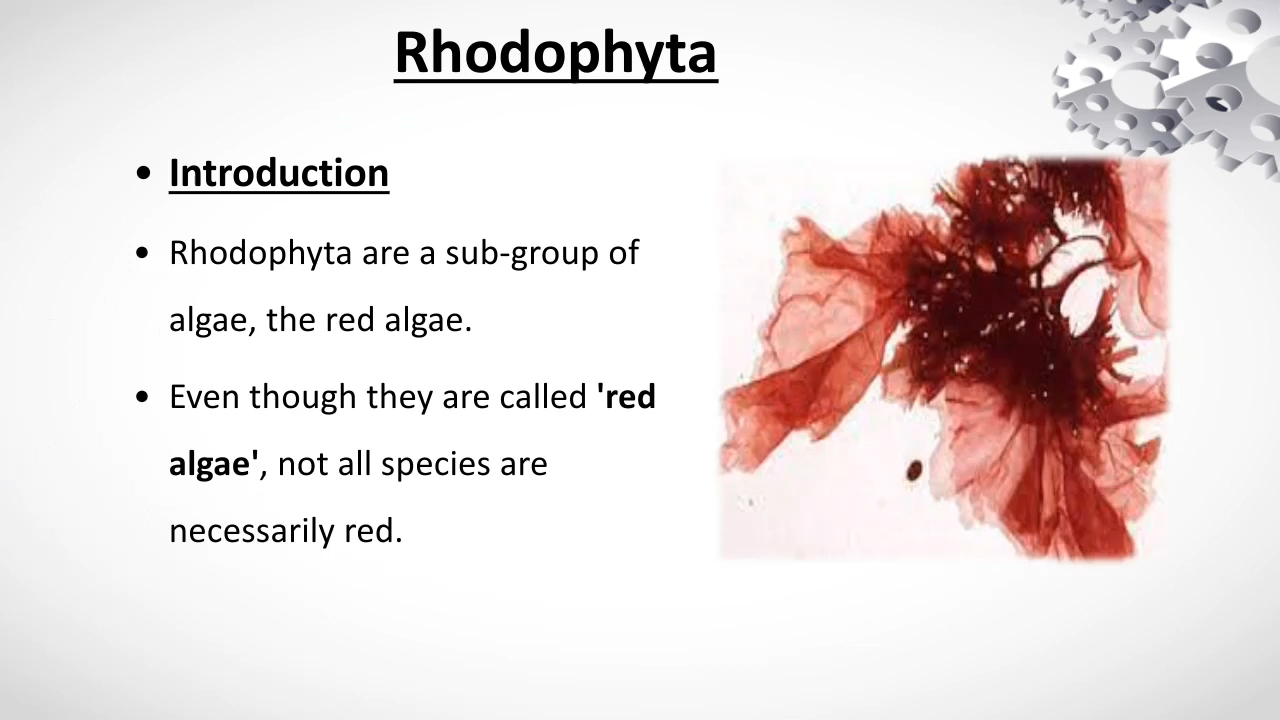 Rhodophyta
• Introduction
• Rhodophyta are a sub-group of
algae, the red algae.
• Even though they are called 'red
algae', not all species are
necessarily red.